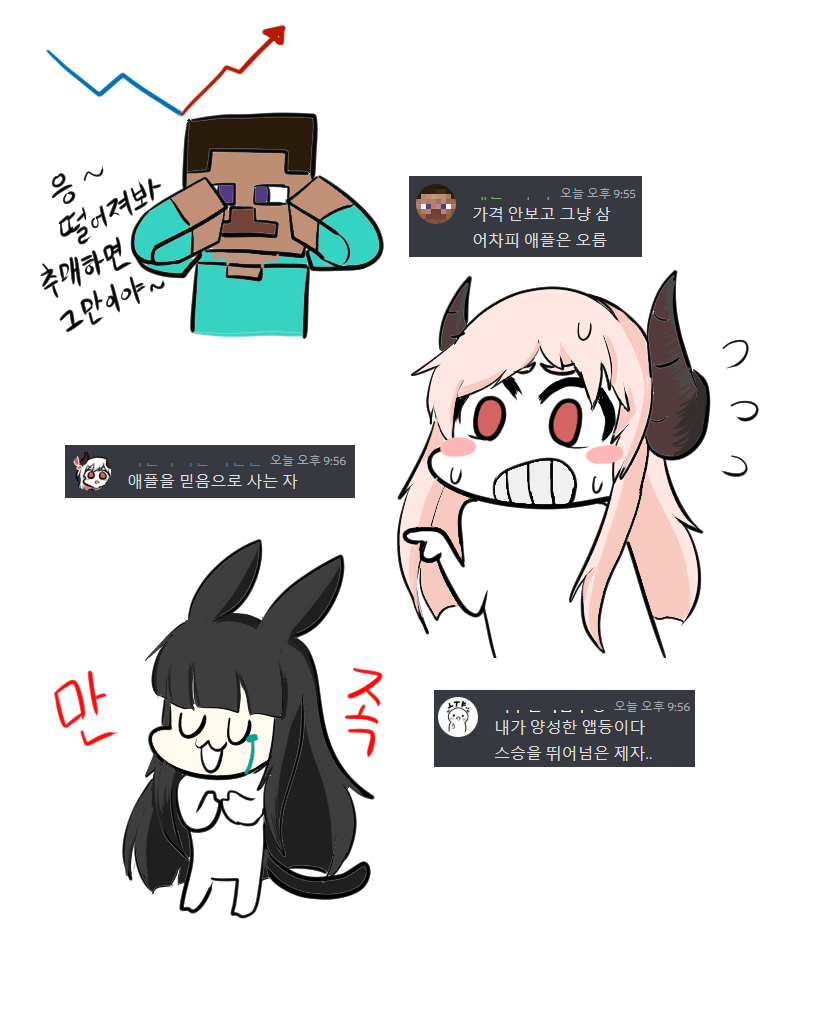 응~
떨어져봐
추매하면
그만이야~
오늘 오후 9:55
가격 안보고 그냥 삼
어차피 애플은 오름
오늘 오후 9:56
애플을 믿음으로 사는 자
만족
오늘 오후 9:56
내가 양성한 앱등이다
스승을 뛰어넘은 제자..